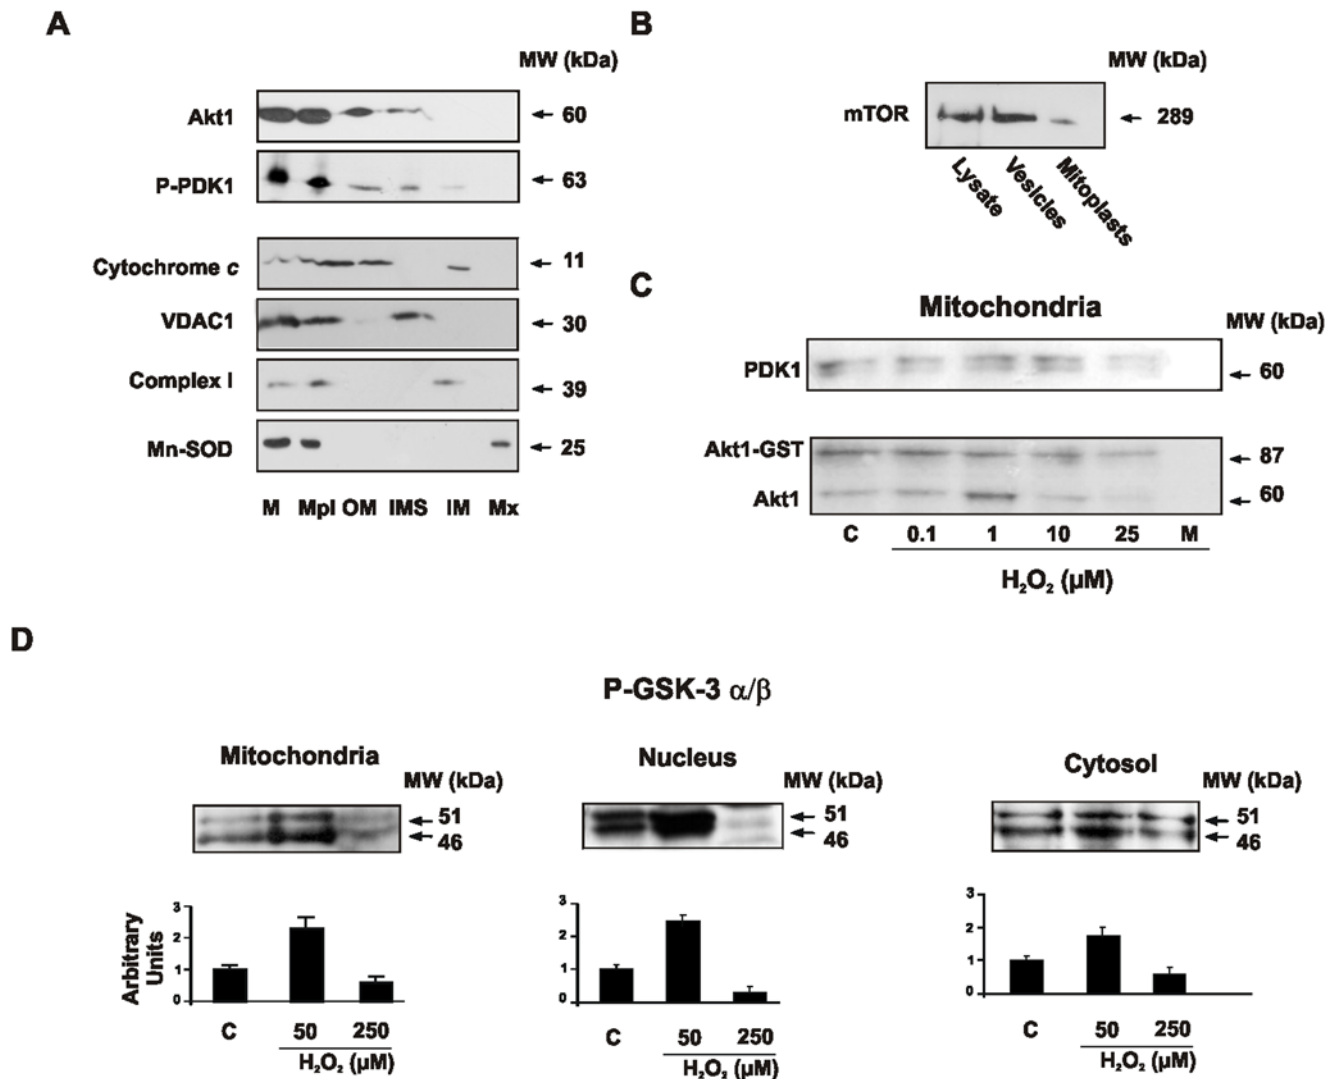 A
MW (kDa)
Akt1
60
P-PDK1
63
Cytochrome c
11
VDAC1
30
Complex I
39
Mn-SOD
25
M Mpl OM IMS IM Mx
B
MW (kDa)
mTOR
289
Lysate
Vesicles
Mitoplasts
C
Mitochondria
MW (kDa)
PDK1
60
Akt1-GST
87
Akt1
60
C 0.1 1 10 25 M
H₂O₂ (µM)
D
P-GSK-3 α/β
Mitochondria
MW (kDa)
51
46
Arbitrary
Units
3
2
1
0
C 50 250
H₂O₂ (µM)
Nucleus
MW (kDa)
51
46
3
2
1
0
C 50 250
H₂O₂ (µM)
Cytosol
MW (kDa)
51
46
3
2
1
0
C 50 250
H₂O₂ (µM)